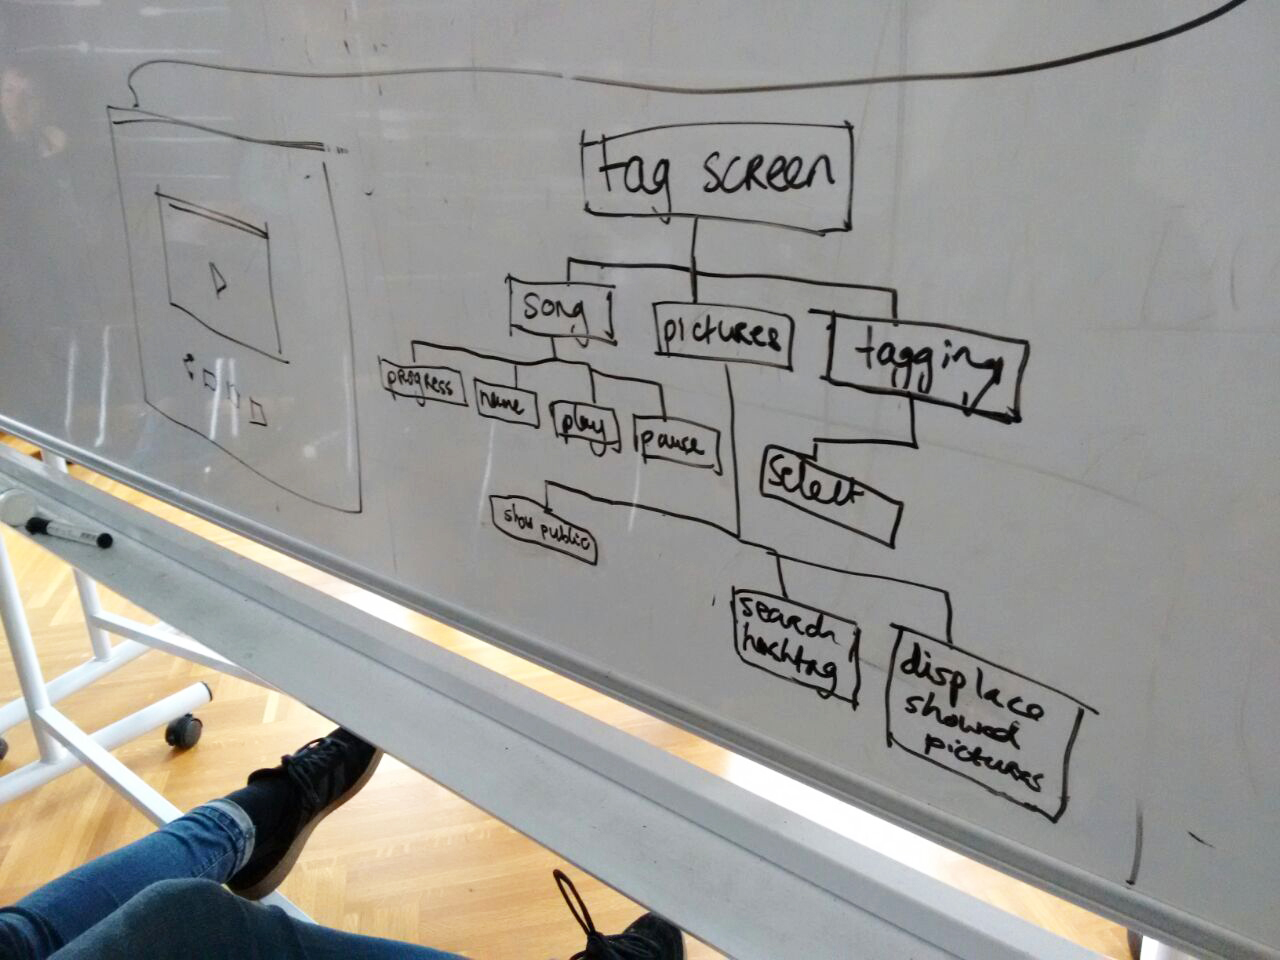 tag screen
song
pictures
tagging
progress
name
play
pause
select
show public
search
hashtag
displace
showed
pictures